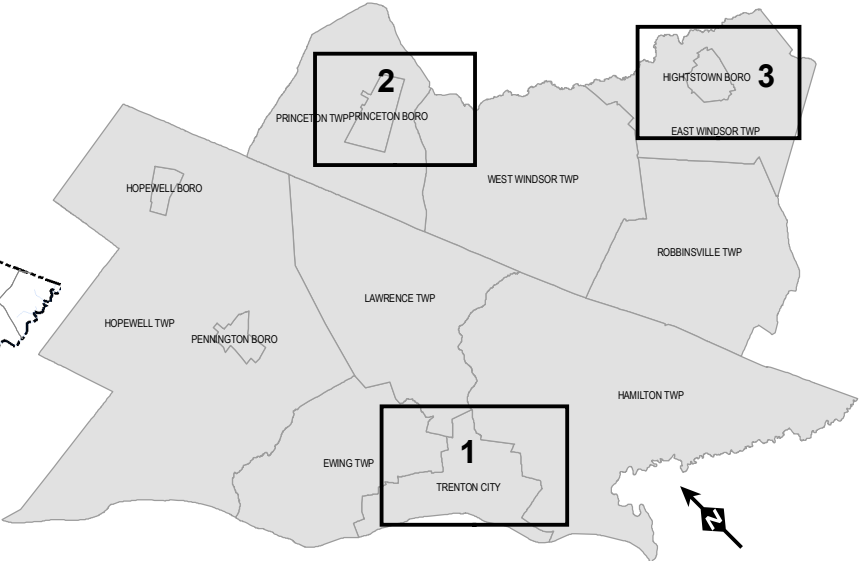 2
3
HIGHTSTOWN BORO
PRINCETON TWP
PRINCETON BORO
EAST WINDSOR TWP
WEST WINDSOR TWP
HOPEWELL BORO
ROBBINSVILLE TWP
LAWRENCE TWP
HOPEWELL TWP
PENNINGTON BORO
HAMILTON TWP
1
EWING TWP
TRENTON CITY
N